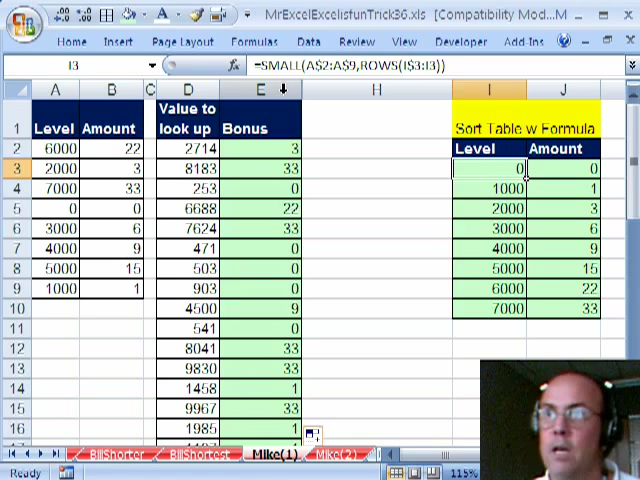 MrExcelExcelisfunTrick36.xls [Compatibility Mod...
Home Insert Page Layout Formulas Data Review View Developer Add-Ins
I3 fx =SMALL(A$2:A$9,ROWS(I$3:I3))
A B C D E H I J
1 Level Amount Value to look up Bonus Sort Table w Formula
2 6000 22 2714 3 Level Amount
3 2000 3 8183 33 0 0
4 7000 33 253 0 1000 1
5 0 0 6688 22 2000 3
6 3000 6 7624 33 3000 6
7 4000 9 471 0 4000 9
8 5000 15 503 0 5000 15
9 1000 1 903 0 6000 22
10 4500 9 7000 33
11 541 0
12 8041 33
13 9830 33
14 1458 1
15 9967 33
16 1985 1
BillShorter BillShortest Mike(1) Mike(2)
Ready 115%